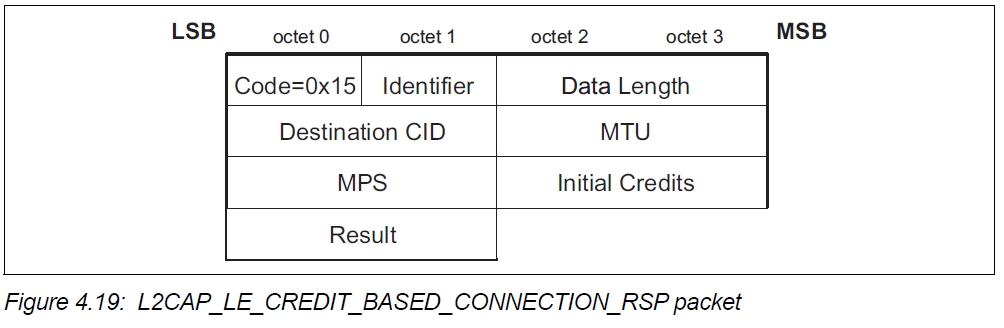 LSB octet 0 octet 1 octet 2 octet 3 MSB
Code=0x15 Identifier Data Length
Destination CID MTU
MPS Initial Credits
Result
Figure 4.19: L2CAP_LE_CREDIT_BASED_CONNECTION_RSP packet